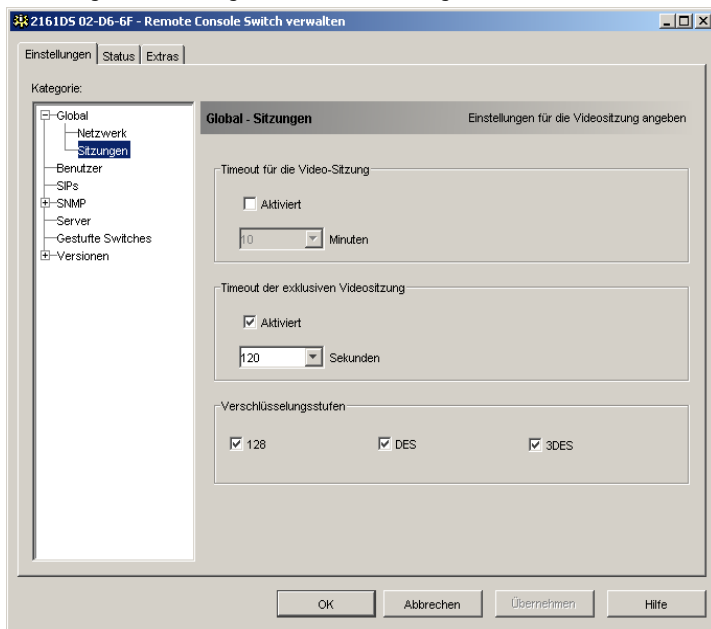 2161DS 02-D6-6F - Remote Console Switch verwalten
Einstellungen Status Extras
Kategorie:
Global
Netzwerk
Sitzungen
Benutzer
SIPs
SNMP
Server
Gestufte Switches
Versionen
Global - Sitzungen Einstellungen für die Videositzung angeben
Timeout für die Video-Sitzung
Aktiviert
10 Minuten
Timeout der exklusiven Videositzung
Aktiviert
120 Sekunden
Verschlüsselungsstufen
128 DES 3DES
OK Abbrechen Übernehmen Hilfe